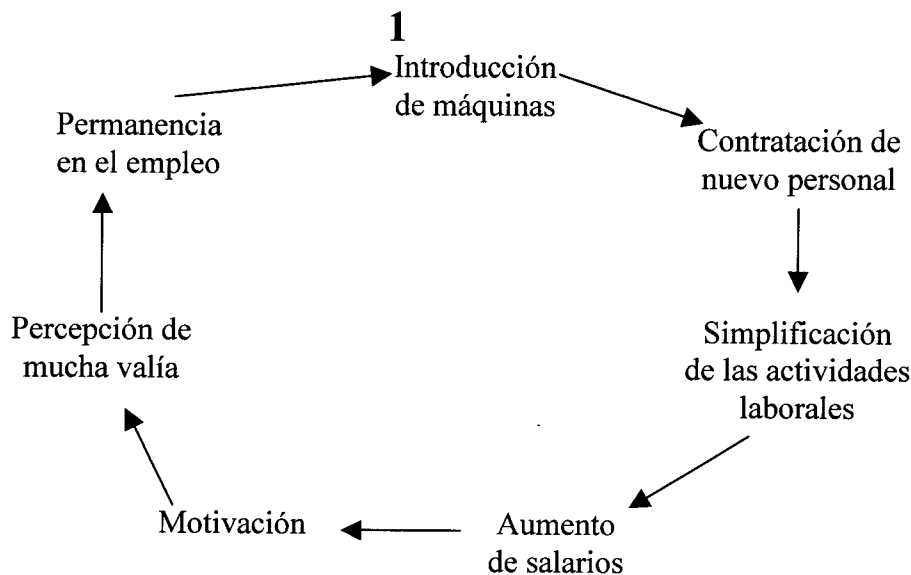 1
Introducción
de máquinas
Contratación de
nuevo personal
Simplificación
de las actividades
laborales
Aumento
de salarios
Motivación
Percepción de
mucha valía
Permanencia
en el empleo